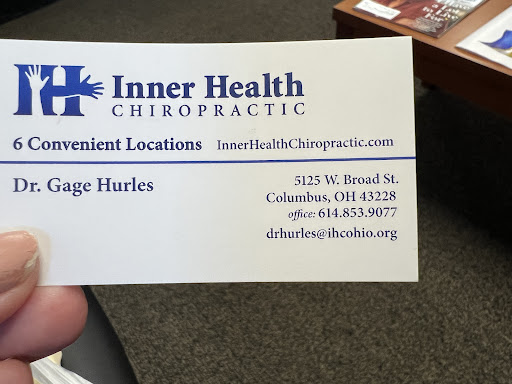 IH Inner Health
CHIROPRACTIC
6 Convenient Locations InnerHealthChiropractic.com
Dr. Gage Hurles
5125 W. Broad St.
Columbus, OH 43228
office: 614.853.9077
drhurles@ihcohio.org